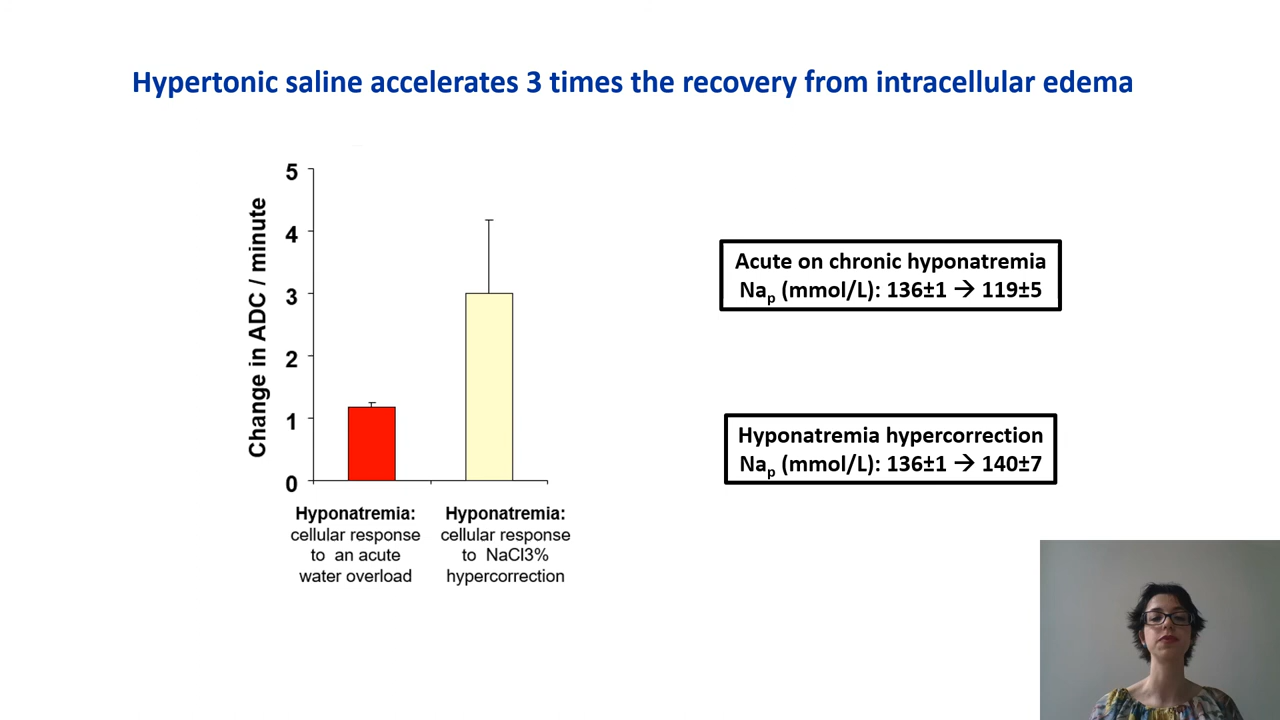 Hypertonic saline accelerates 3 times the recovery from intracellular edema
Change in ADC / minute
5
4
3
2
1
0
Hyponatremia:
cellular response
to an acute
water overload
Hyponatremia:
cellular response
to NaCl3%
hypercorrection
Acute on chronic hyponatremia
Nap (mmol/L): 136±1 → 119±5
Hyponatremia hypercorrection
Nap (mmol/L): 136±1 → 140±7